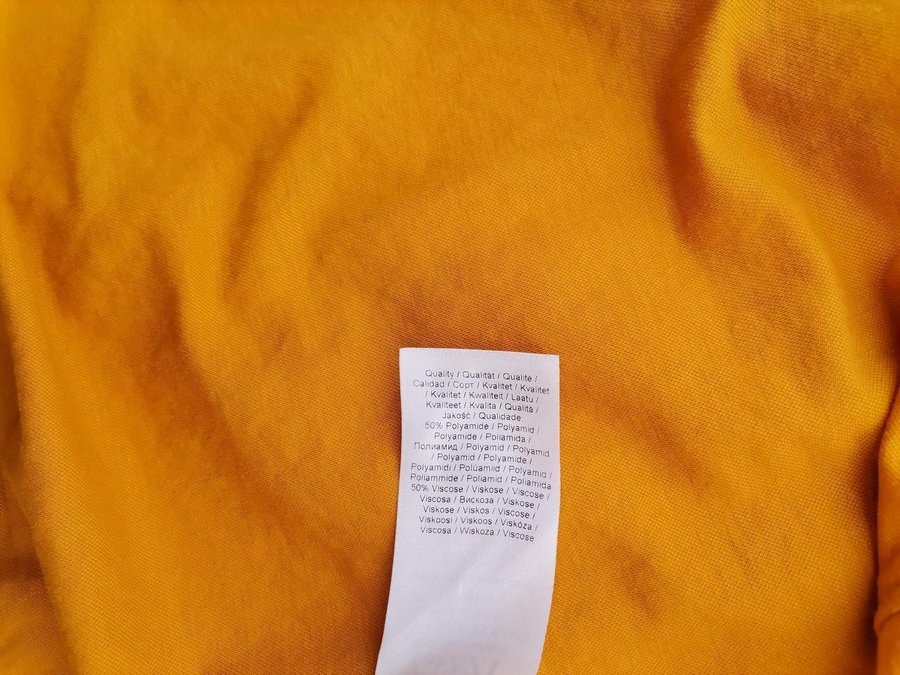 Quality / Qualität / Qualité /
Calidad / Сорт / Kvalitet / Kvalitet
/ Kvalitet / Kwaliteit / Laatu /
Kvaliteet / Kvalita / Qualità /
Jakość / Qualidade
50% Polyamide / Polyamid /
Polyamide / Poliamida /
Полиамид / Polyamid / Polyamid
/ Polyamid / Polyamide /
Polyamidi / Polüamiid / Polyamid /
Poliammide / Poliamid / Poliamida
50% Viscose / Viskose / Viscose /
Viscosa / Вискоза / Viskose /
Viskose / Viskos / Viscose /
Viskoosi / Viskoos / Viskóza /
Viscosa / Wiskoza / Viscose